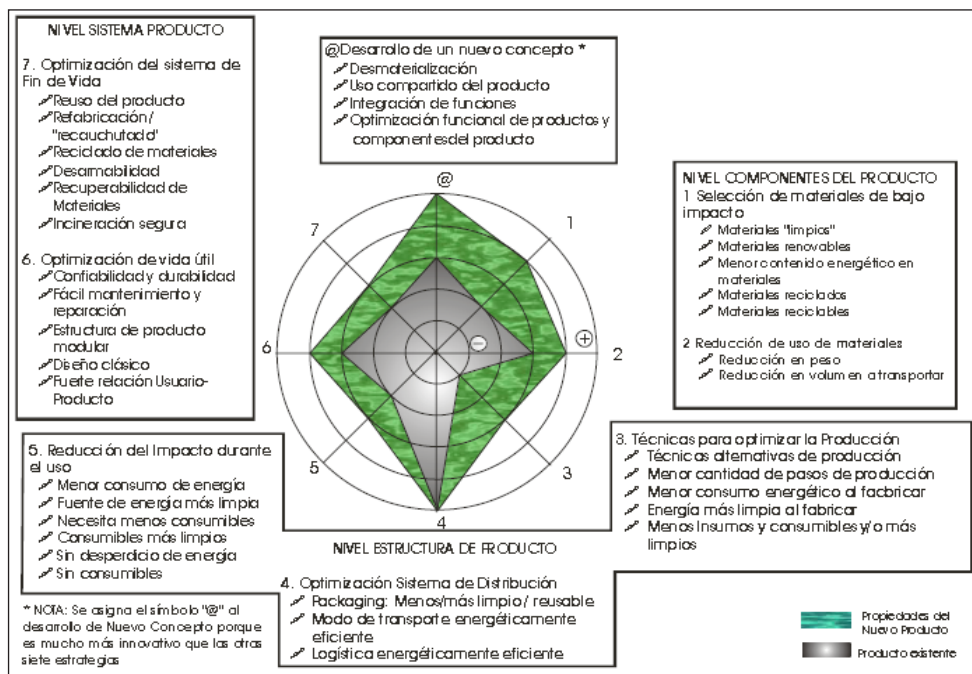 NIVEL SISTEMA PRODUCTO
7. Optimización del sistema de
Fin de Vida
Reuso del producto
Refabricación/
"recauchutado"
Reciclado de materiales
Desarmabilidad
Recuperabilidad de
Materiales
Incineración segura
6. Optimización de vida útil
Confiabilidad y durabilidad
Fácil mantenimiento y
reparación
Estructura de producto
modular
Diseño clásico
Fuerte relación Usuario-
Producto
@Desarrollo de un nuevo concepto *
Desmaterialización
Uso compartido del producto
Integración de funciones
Optimización funcional de productos y
componentes del producto
NIVEL COMPONENTES DEL PRODUCTO
1 Selección de materiales de bajo
impacto
Materiales "limpios"
Materiales renovables
Menor contenido energético en
materiales
Materiales reciclados
Materiales reciclables
2 Reducción de uso de materiales
Reducción en peso
Reducción en volumen a transportar
@
7
1
6
− +
2
5
3
4
5. Reducción del Impacto durante
el uso
Menor consumo de energía
Fuente de energía más limpia
Necesita menos consumibles
Consumibles más limpios
Sin desperdicio de energía
Sin consumibles
3. Técnicas para optimizar la Producción
Técnicas alternativas de producción
Menor cantidad de pasos de producción
Menor consumo energético al facbricar
Energía más limpia al fabricar
Menos Insumos y consumibles y/o más
limpios
NIVEL ESTRUCTURA DE PRODUCTO
4. Optimización Sistema de Distribución
Packaging: Menos/más limpio / reusable
Modo de transporte energéticamente
eficiente
Logística energéticamente eficiente
* NOTA: Se asigna el símbolo "@" al
desarrollo de Nuevo Concepto porque
es mucho más innovativo que las otras
siete estrategias
Propiedades del
Nuevo Producto
Producto existente